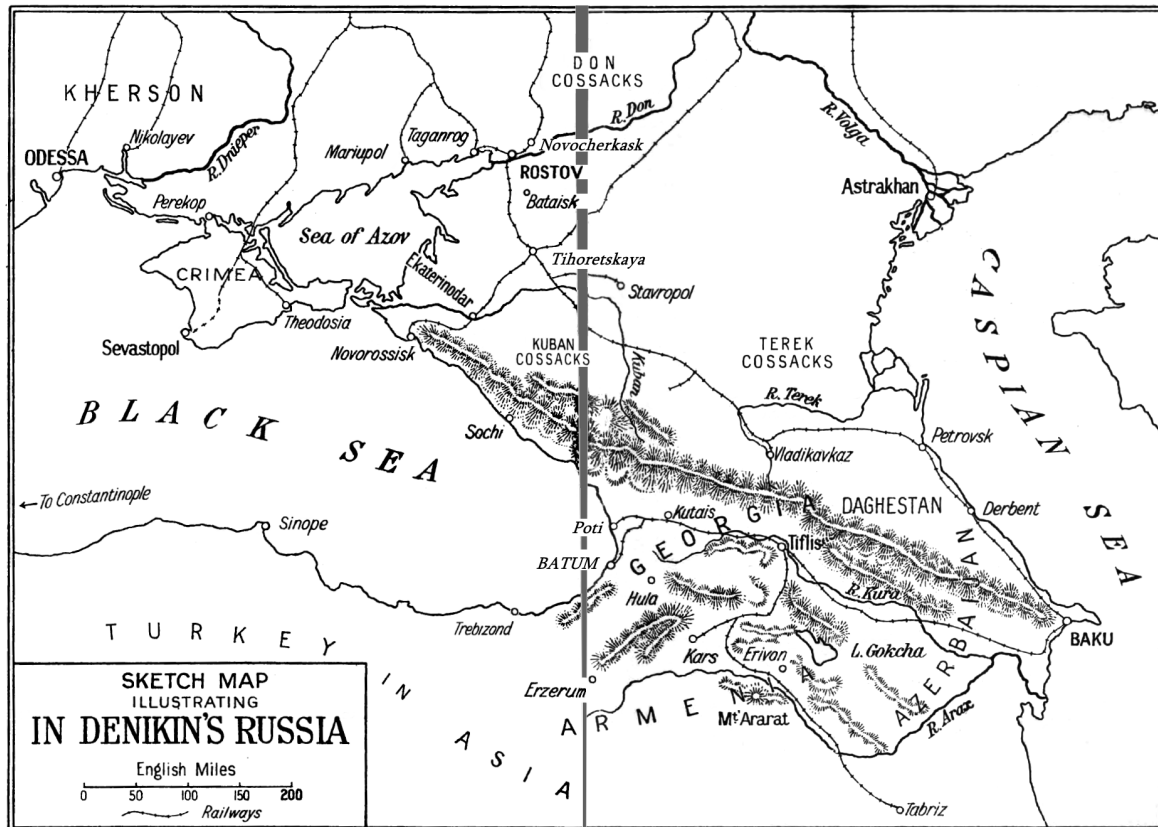 DON
COSSACKS
KHERSON
Nikolayev
ODESSA
R. Dnieper
Taganrog
Mariupol
R. Don
Novocherkask
ROSTOV
Bataisk
R. Volga
Astrakhan
Perekop
Sea of Azov
CRIMEA
Ekaterinodar
Tihoretskaya
Stavropol
Theodosia
Sevastopol
Novorossisk
KUBAN
COSSACKS
Kuban
TEREK
COSSACKS
R. Terek
CASPIAN SEA
BLACK SEA
Sochi
Vladikavkaz
Petrovsk
← To Constantinople
Sinope
Poti
Kutais
GEORGIA
DAGHESTAN
Derbent
BATUM
Tiflis
Hula
R. Kura
Trebizond
BAKU
TURKEY IN ASIA
Kars
Erivon
L. Gokcha
AZERBAIJAN
Erzerum
ARMENIA
Mt Ararat
R. Arax
Tabriz
SKETCH MAP
ILLUSTRATING
IN DENIKIN'S RUSSIA
English Miles
0 50 100 150 200
Railways